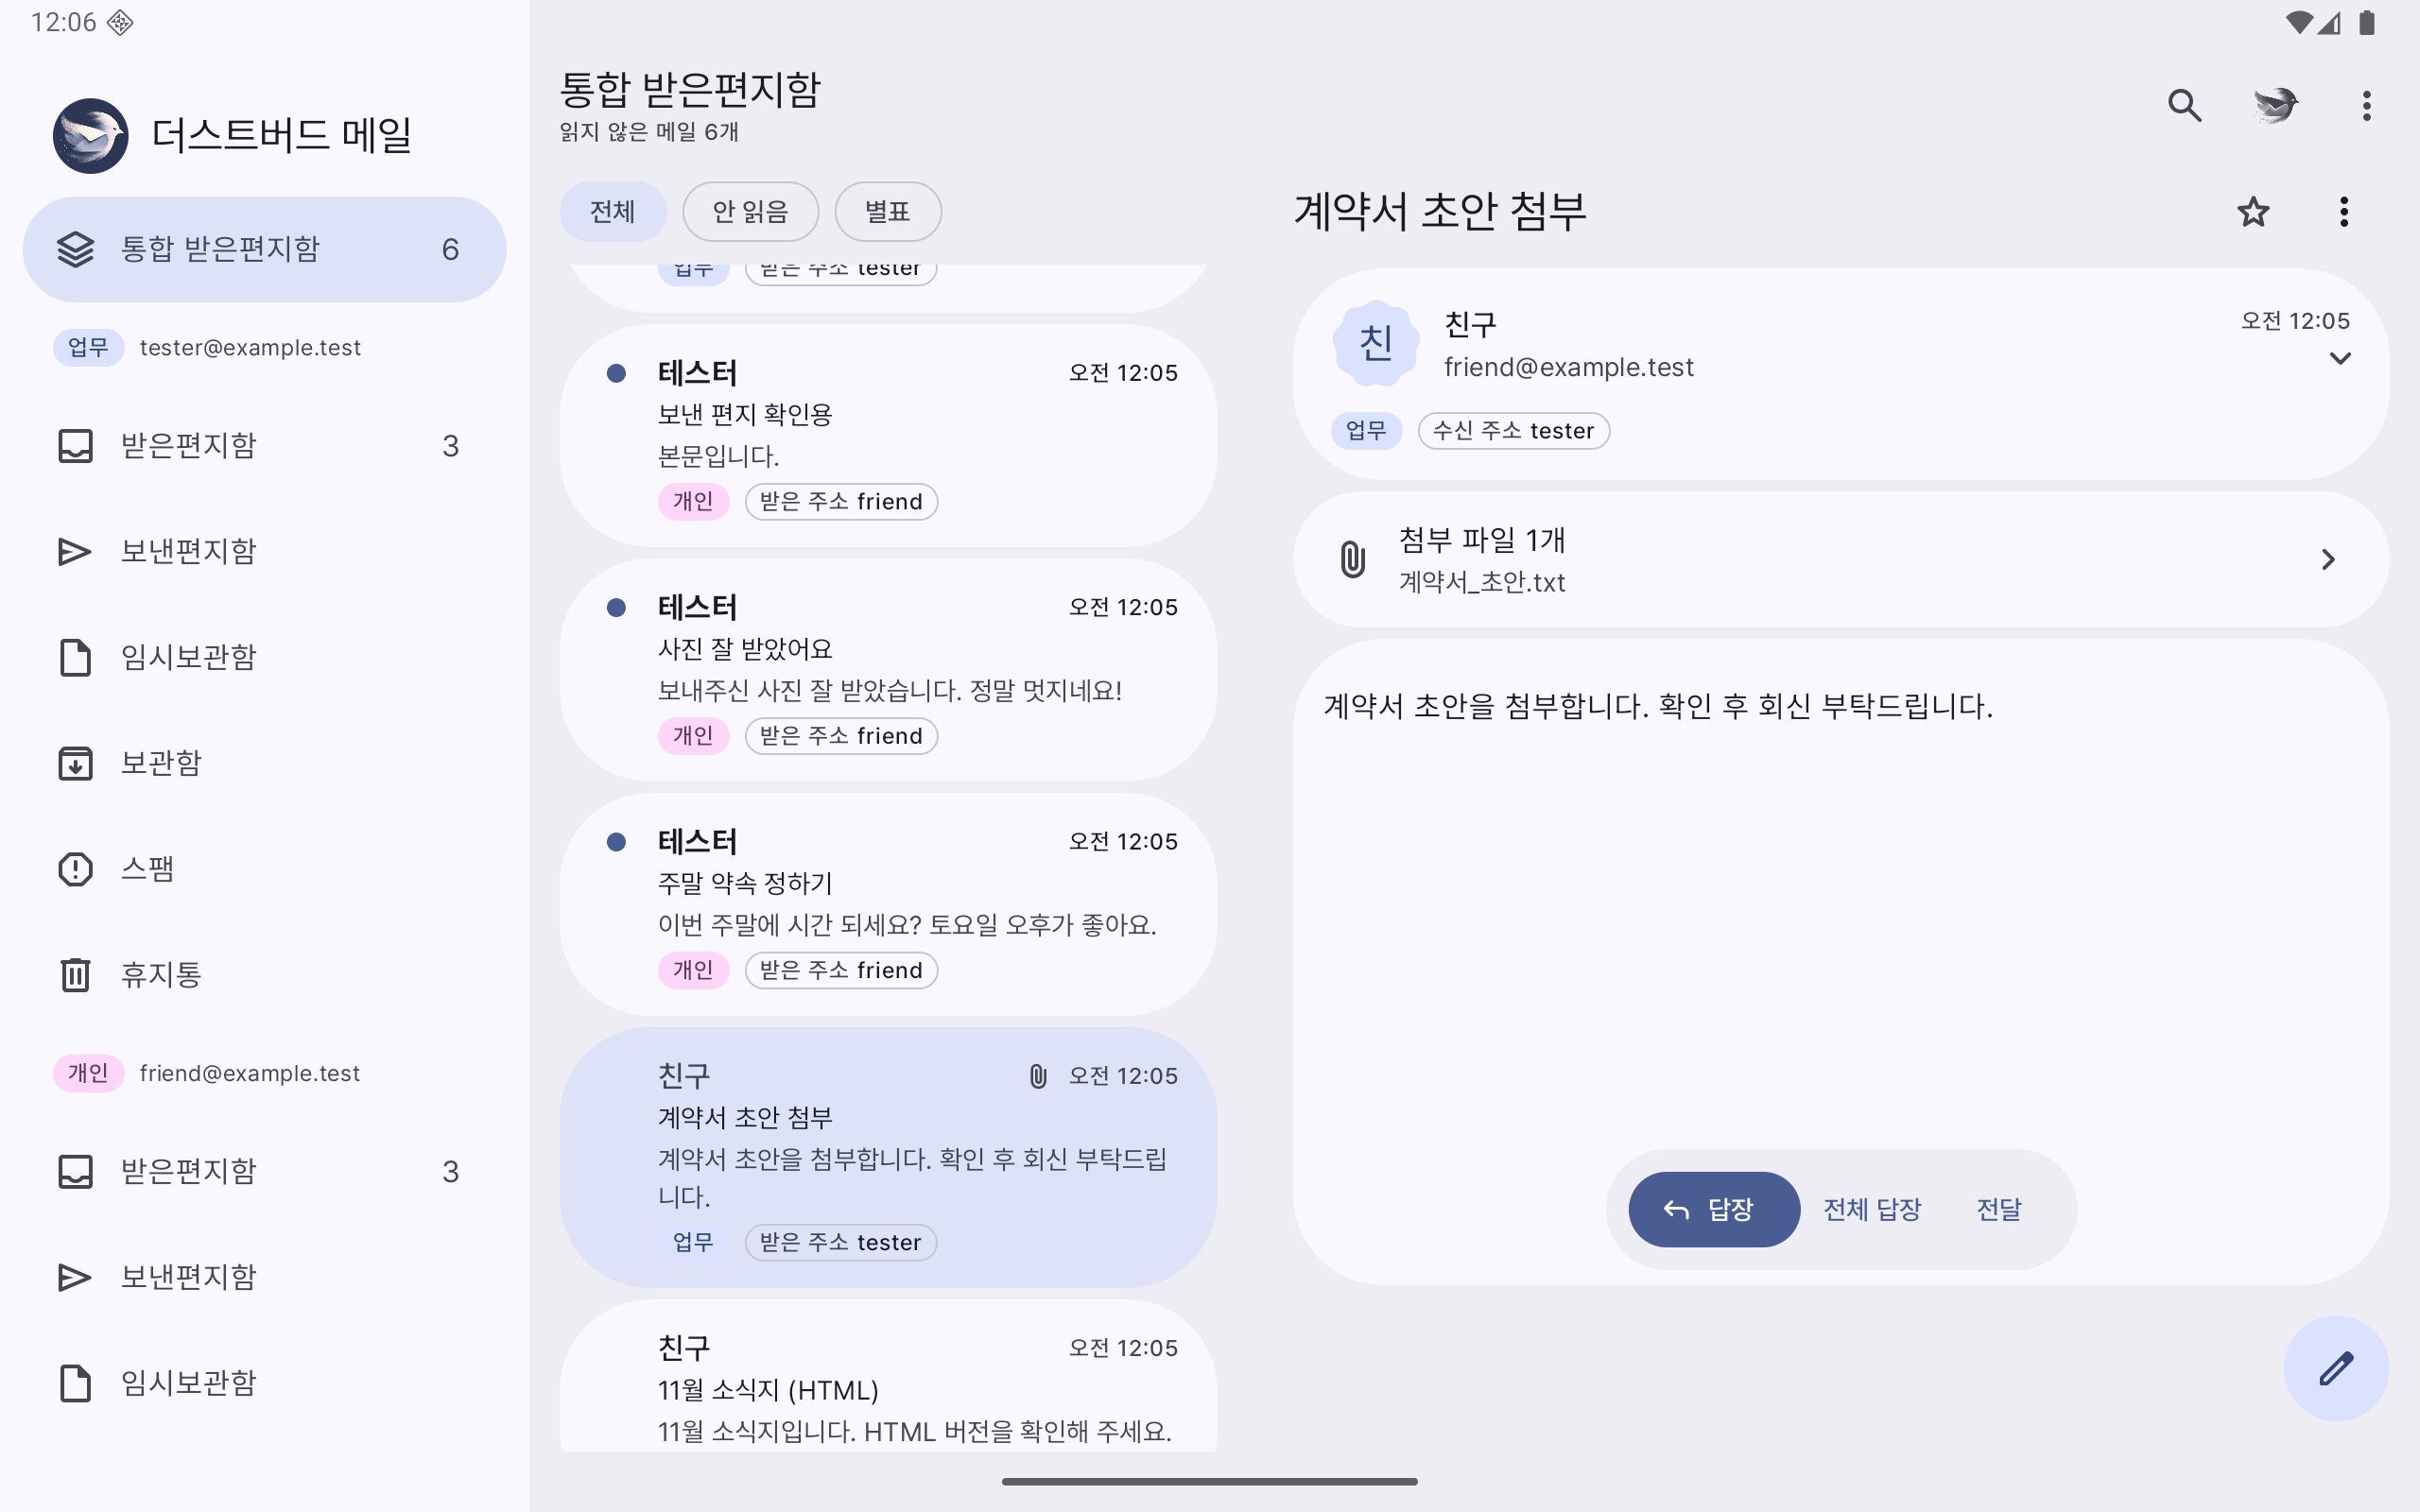 12:06
더스트버드 메일
통합 받은편지함 6
업무 tester@example.test
받은편지함 3
보낸편지함
임시보관함
보관함
스팸
휴지통
개인 friend@example.test
받은편지함 3
보낸편지함
임시보관함
통합 받은편지함
읽지 않은 메일 6개
전체 안 읽음 별표
업무 받은 주소 tester
테스터 오전 12:05
보낸 편지 확인용
본문입니다.
개인 받은 주소 friend
테스터 오전 12:05
사진 잘 받았어요
보내주신 사진 잘 받았습니다. 정말 멋지네요!
개인 받은 주소 friend
테스터 오전 12:05
주말 약속 정하기
이번 주말에 시간 되세요? 토요일 오후가 좋아요.
개인 받은 주소 friend
친구 오전 12:05
계약서 초안 첨부
계약서 초안을 첨부합니다. 확인 후 회신 부탁드립
니다.
업무 받은 주소 tester
친구 오전 12:05
11월 소식지 (HTML)
11월 소식지입니다. HTML 버전을 확인해 주세요.
계약서 초안 첨부
친
친구 오전 12:05
friend@example.test
업무 수신 주소 tester
첨부 파일 1개
계약서_초안.txt
계약서 초안을 첨부합니다. 확인 후 회신 부탁드립니다.
답장 전체 답장 전달